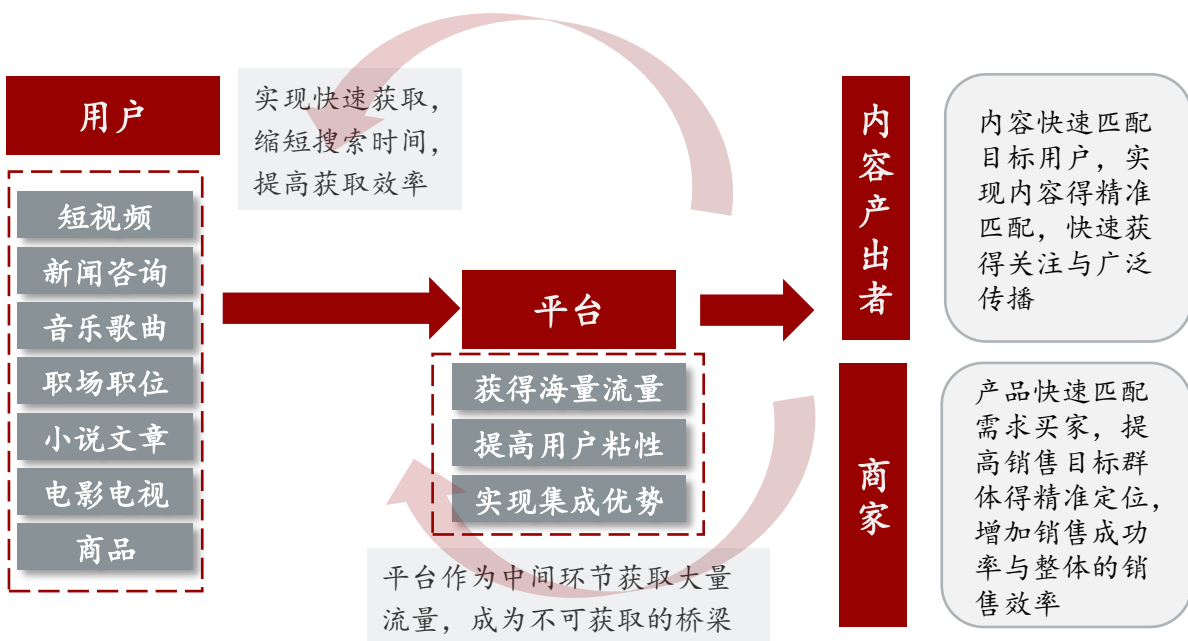 用户
短视频
新闻咨询
音乐歌曲
职场职位
小说文章
电影电视
商品
实现快速获取，
缩短搜索时间，
提高获取效率
平台
获得海量流量
提高用户粘性
实现集成优势
平台作为中间环节获取大量
流量，成为不可获取的桥梁
内容产出者
内容快速匹配
目标用户，实
现内容得精准
匹配，快速获
得关注与广泛
传播
商家
产品快速匹配
需求买家，提
高销售目标群
体得精准定位，
增加销售成功
率与整体的销
售效率